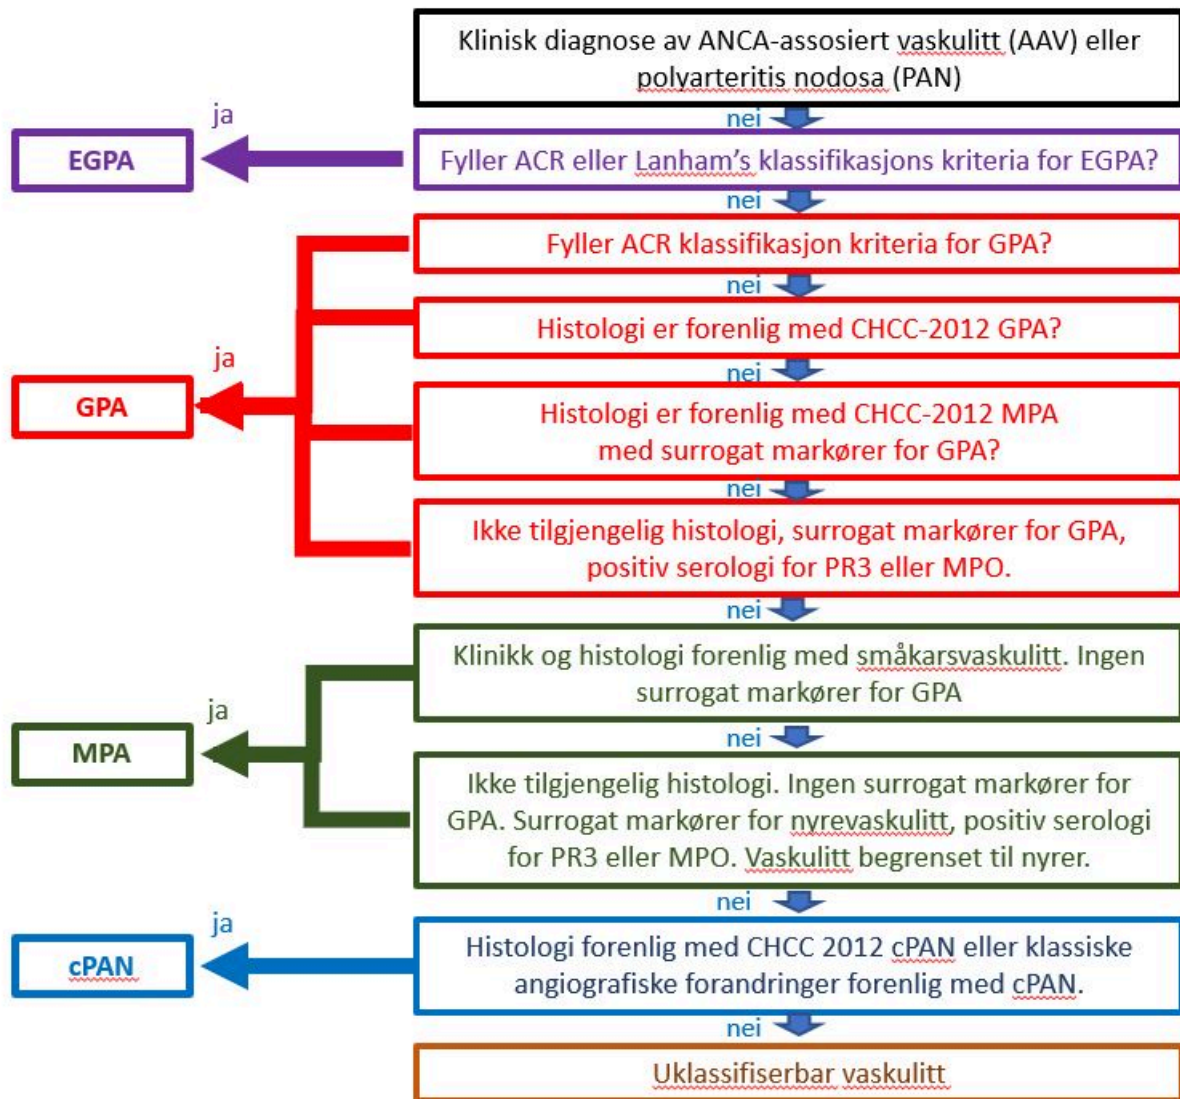 Klinisk diagnose av ANCA-assosiert vaskulitt (AAV) eller
polyarteritis nodosa (PAN)
nei
ja
EGPA
Fyller ACR eller Lanham's klassifikasjons kriteria for EGPA?
nei
Fyller ACR klassifikasjon kriteria for GPA?
nei
Histologi er forenlig med CHCC-2012 GPA?
ja
nei
GPA
Histologi er forenlig med CHCC-2012 MPA
med surrogat markører for GPA?
nei
Ikke tilgjengelig histologi, surrogat markører for GPA,
positiv serologi for PR3 eller MPO.
nei
Klinikk og histologi forenlig med småkarsvaskulitt. Ingen
surrogat markører for GPA
ja
nei
MPA
Ikke tilgjengelig histologi. Ingen surrogat markører for
GPA. Surrogat markører for nyrevaskulitt, positiv serologi
for PR3 eller MPO. Vaskulitt begrenset til nyrer.
nei
ja
cPAN
Histologi forenlig med CHCC 2012 cPAN eller klassiske
angiografiske forandringer forenlig med cPAN.
nei
Uklassifiserbar vaskulitt